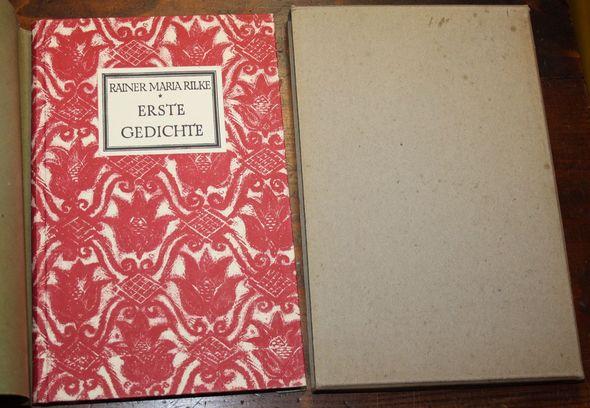 RAINER MARIA RILKE
*
ERSTE
GEDICHTE